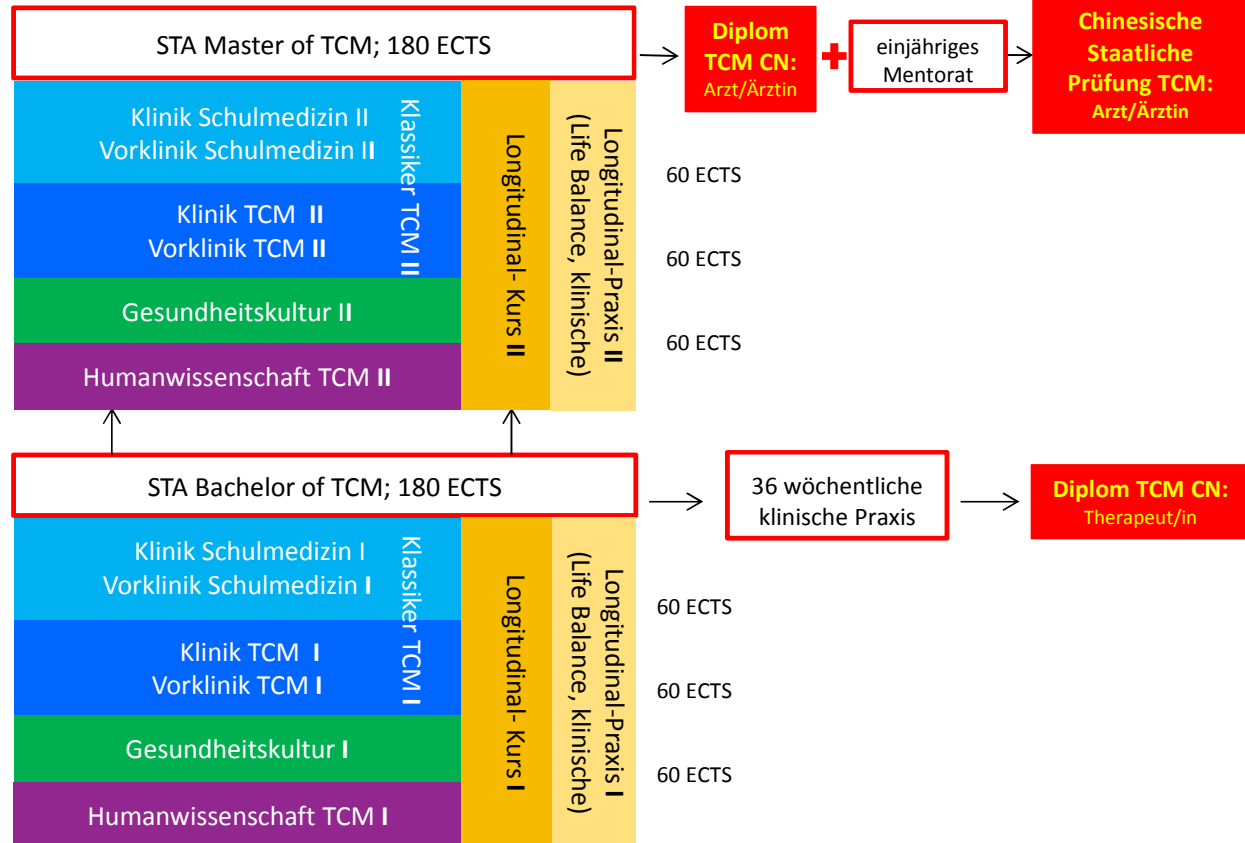 STA Master of TCM; 180 ECTS
Diplom
TCM CN:
Arzt/Ärztin
einjähriges
Mentorat
Chinesische
Staatliche
Prüfung TCM:
Arzt/Ärztin
Klinik Schulmedizin II
Vorklinik Schulmedizin II
Klinik TCM II
Vorklinik TCM II
Klassiker TCM II
Gesundheitskultur II
Humanwissenschaft TCM II
Longitudinal- Kurs II
Longitudinal-Praxis II
(Life Balance, klinische)
60 ECTS
60 ECTS
60 ECTS
STA Bachelor of TCM; 180 ECTS
36 wöchentliche
klinische Praxis
Diplom TCM CN:
Therapeut/in
Klinik Schulmedizin I
Vorklinik Schulmedizin I
Klinik TCM I
Vorklinik TCM I
Klassiker TCM I
Gesundheitskultur I
Humanwissenschaft TCM I
Longitudinal- Kurs I
Longitudinal-Praxis I
(Life Balance, klinische)
60 ECTS
60 ECTS
60 ECTS